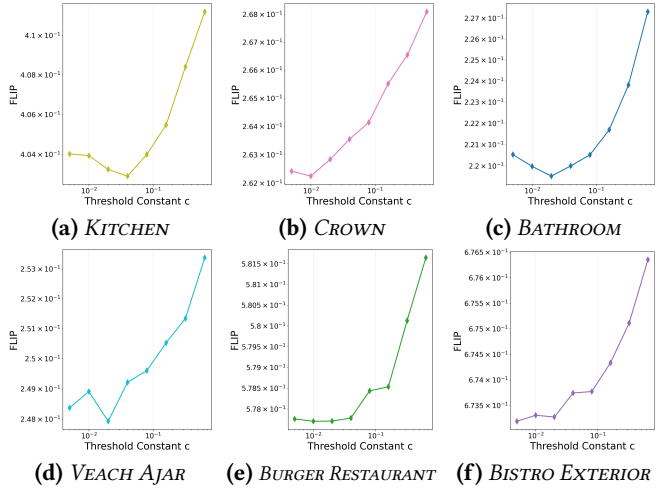 4.1 × 10⁻¹
4.08 × 10⁻¹
4.06 × 10⁻¹
4.04 × 10⁻¹
FLIP
10⁻²
10⁻¹
Threshold Constant c
(a) KITCHEN
2.68 × 10⁻¹
2.67 × 10⁻¹
2.66 × 10⁻¹
2.65 × 10⁻¹
2.64 × 10⁻¹
2.63 × 10⁻¹
2.62 × 10⁻¹
FLIP
10⁻²
10⁻¹
Threshold Constant c
(b) CROWN
2.27 × 10⁻¹
2.26 × 10⁻¹
2.25 × 10⁻¹
2.24 × 10⁻¹
2.23 × 10⁻¹
2.22 × 10⁻¹
2.21 × 10⁻¹
2.2 × 10⁻¹
FLIP
10⁻²
10⁻¹
Threshold Constant c
(c) BATHROOM
2.53 × 10⁻¹
2.52 × 10⁻¹
2.51 × 10⁻¹
2.5 × 10⁻¹
2.49 × 10⁻¹
2.48 × 10⁻¹
FLIP
10⁻²
10⁻¹
Threshold Constant c
(d) VEACH AJAR
5.815 × 10⁻¹
5.81 × 10⁻¹
5.805 × 10⁻¹
5.8 × 10⁻¹
5.795 × 10⁻¹
5.79 × 10⁻¹
5.785 × 10⁻¹
5.78 × 10⁻¹
FLIP
10⁻²
10⁻¹
Threshold Constant c
(e) BURGER RESTAURANT
6.765 × 10⁻¹
6.76 × 10⁻¹
6.755 × 10⁻¹
6.75 × 10⁻¹
6.745 × 10⁻¹
6.74 × 10⁻¹
6.735 × 10⁻¹
FLIP
10⁻²
10⁻¹
Threshold Constant c
(f) BISTRO EXTERIOR